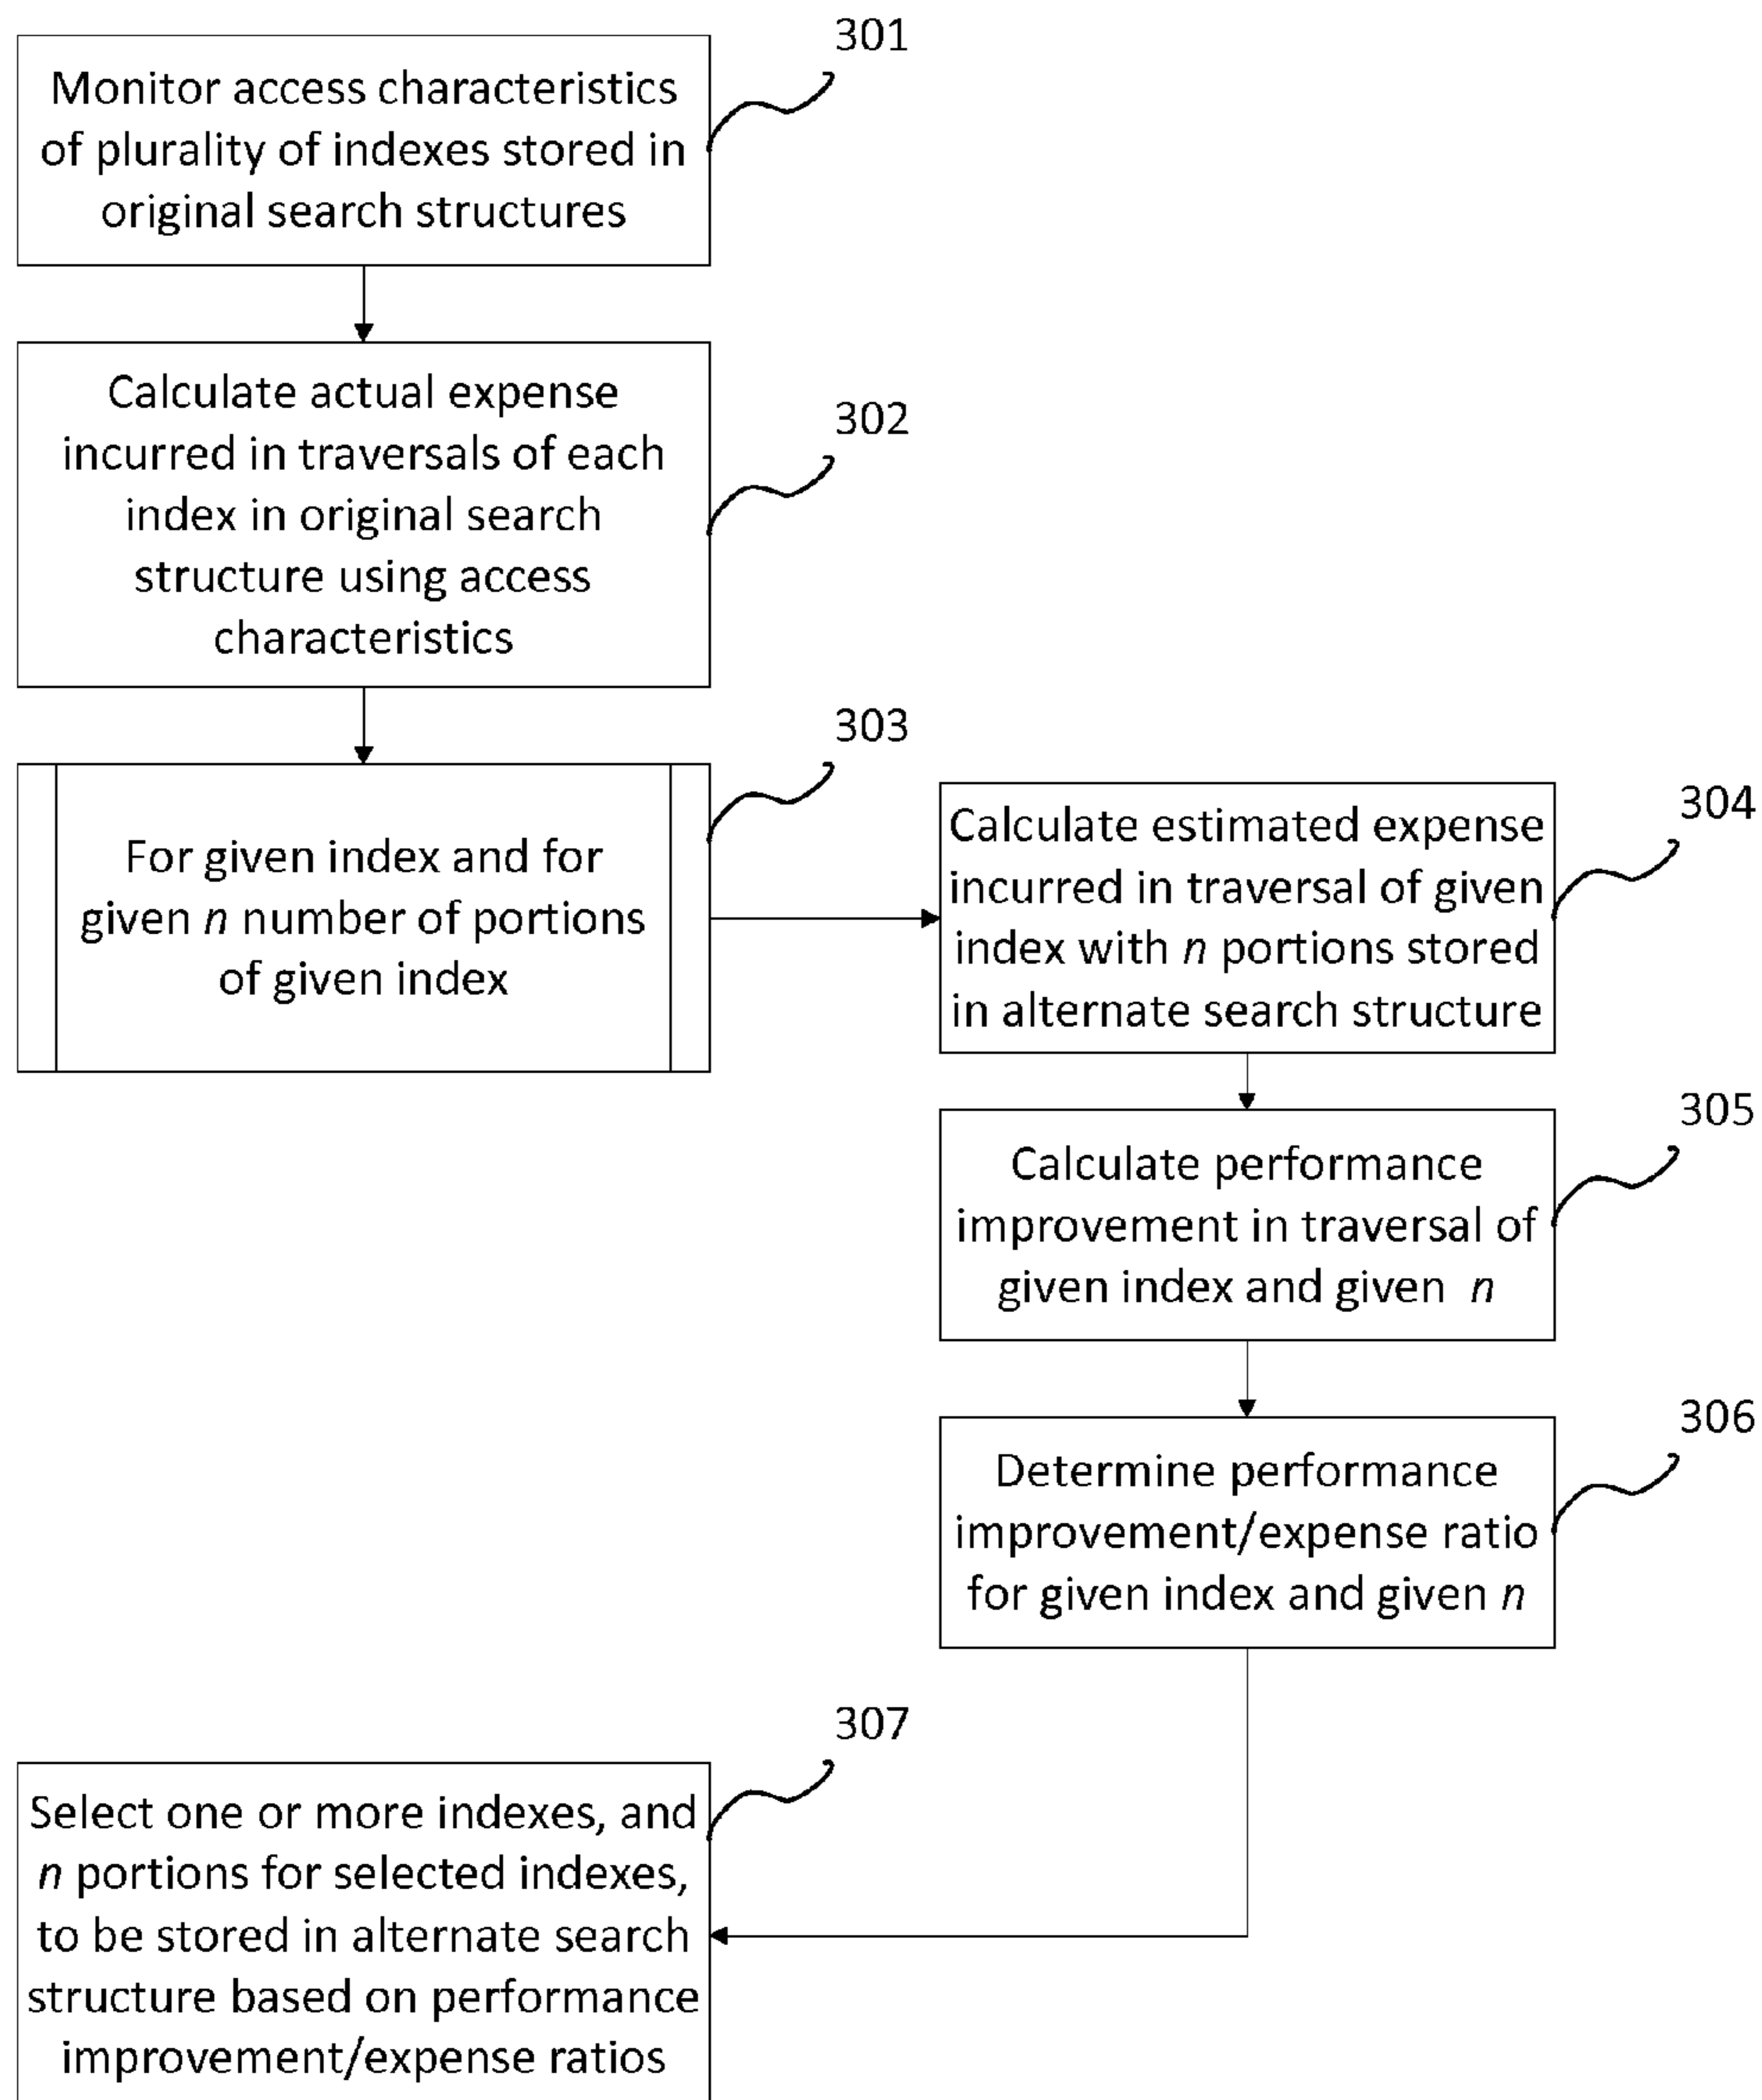 301
Monitor access characteristics
of plurality of indexes stored in
original search structures
302
Calculate actual expense
incurred in traversals of each
index in original search
structure using access
characteristics
303
For given index and for
given n number of portions
of given index
304
Calculate estimated expense
incurred in traversal of given
index with n portions stored
in alternate search structure
305
Calculate performance
improvement in traversal of
given index and given n
306
Determine performance
improvement/expense ratio
for given index and given n
307
Select one or more indexes, and
n portions for selected indexes,
to be stored in alternate search
structure based on performance
improvement/expense ratios